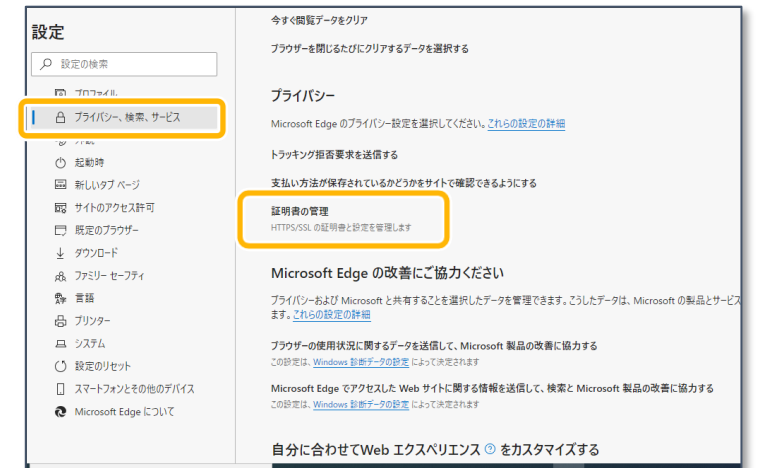 設定
設定の検索
プロファイル
プライバシー、検索、サービス
外観
起動時
新しいタブ ページ
サイトのアクセス許可
既定のブラウザー
ダウンロード
ファミリー セーフティ
言語
プリンター
システム
設定のリセット
スマートフォンとその他のデバイス
Microsoft Edge について
今すぐ閲覧データをクリア
ブラウザーを閉じるたびにクリアするデータを選択する
プライバシー
Microsoft Edge のプライバシー設定を選択してください。これらの設定の詳細
トラッキング拒否要求を送信する
支払い方法が保存されているかどうかをサイトで確認できるようにする
証明書の管理
HTTPS/SSL の証明書と設定を管理します
Microsoft Edge の改善にご協力ください
プライバシーおよび Microsoft と共有することを選択したデータを管理できます。こうしたデータは、Microsoft の製品とサービス
ます。これらの設定の詳細
ブラウザーの使用状況に関するデータを送信して、Microsoft 製品の改善に協力する
この設定は、Windows 診断データの設定 によって決定されます
Microsoft Edge でアクセスした Web サイトに関する情報を送信して、検索と Microsoft 製品の改善に協力する
この設定は、Windows 診断データの設定 によって決定されます
自分に合わせてWeb エクスペリエンス をカスタマイズする